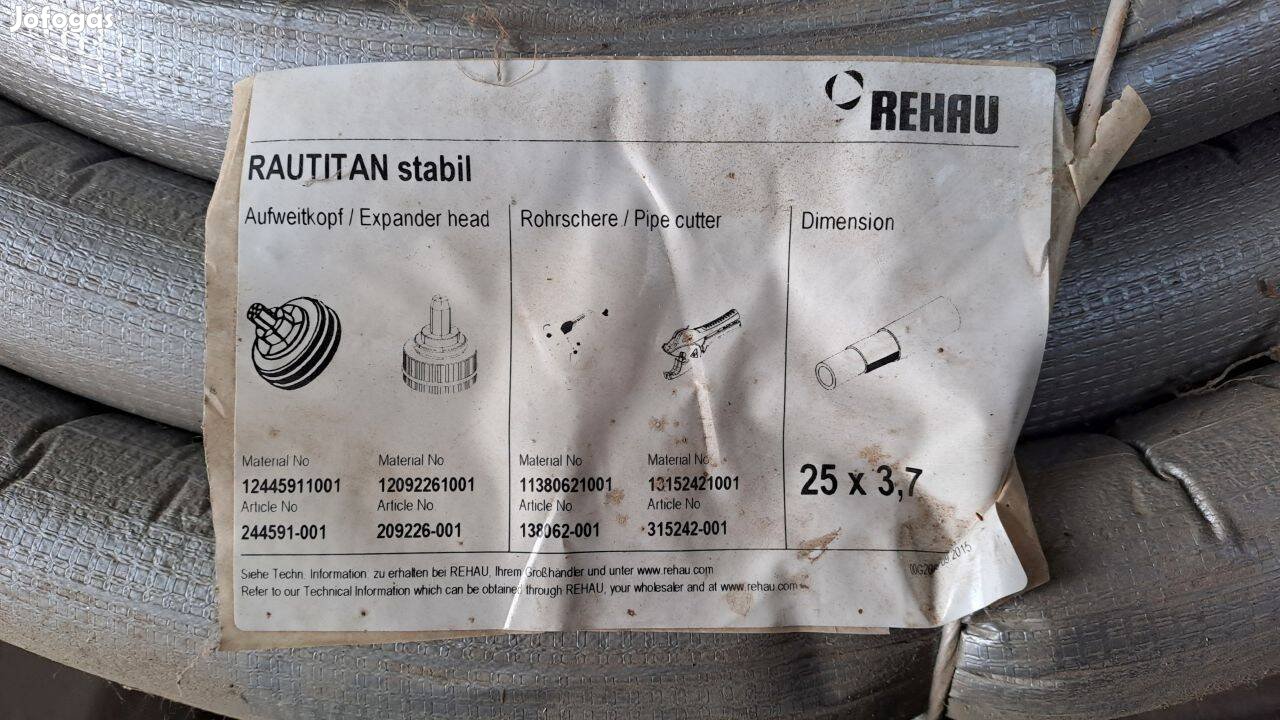 Jófogás
REHAU
RAUTITAN stabil
Aufweitkopf / Expander head
Rohrschere / Pipe cutter
Dimension
Material No
12445911001
Article No
244591-001
Material No
12092261001
Article No
209226-001
Material No
11380621001
Article No
138062-001
Material No
13152421001
Article No
315242-001
25 x 3,7
Siehe Techn. Information, zu erhalten bei REHAU, Ihrem Großhändler und unter www.rehau.com
Refer to our Technical Information which can be obtained through REHAU, your wholesaler and at www.rehau.com
2015